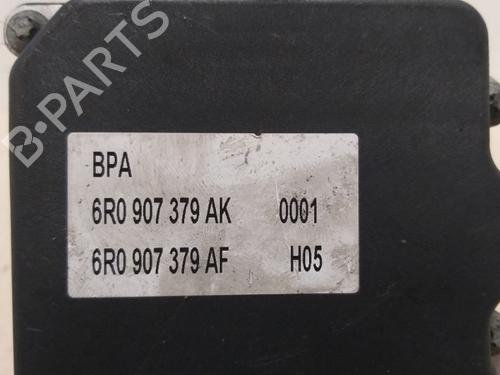 B-PARTS
BPA
6R0 907 379 AK 0001
6R0 907 379 AF H05